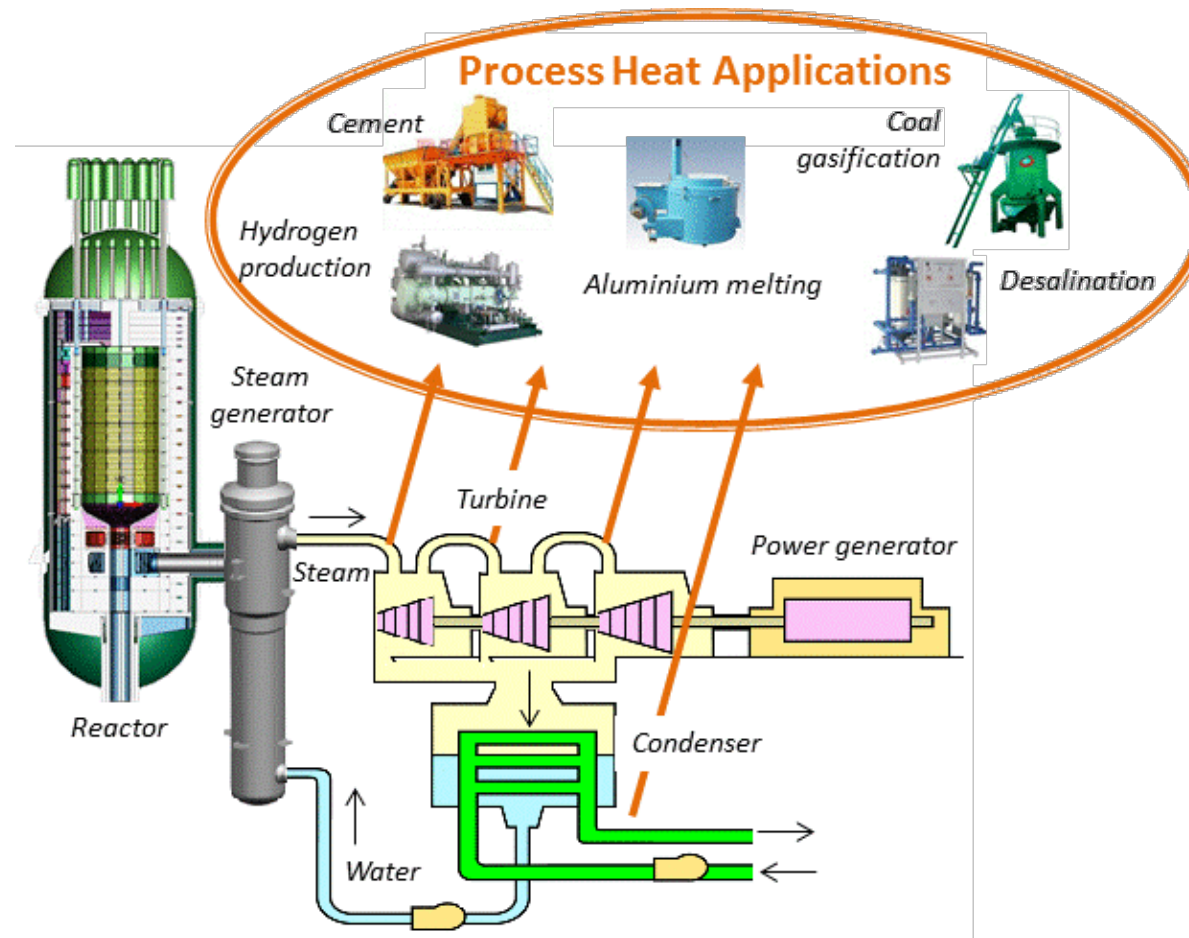 Process Heat Applications
Cement
Coal
gasification
Hydrogen
production
Aluminium melting
Desalination
Steam
generator
Turbine
Steam
Power generator
Reactor
Condenser
Water